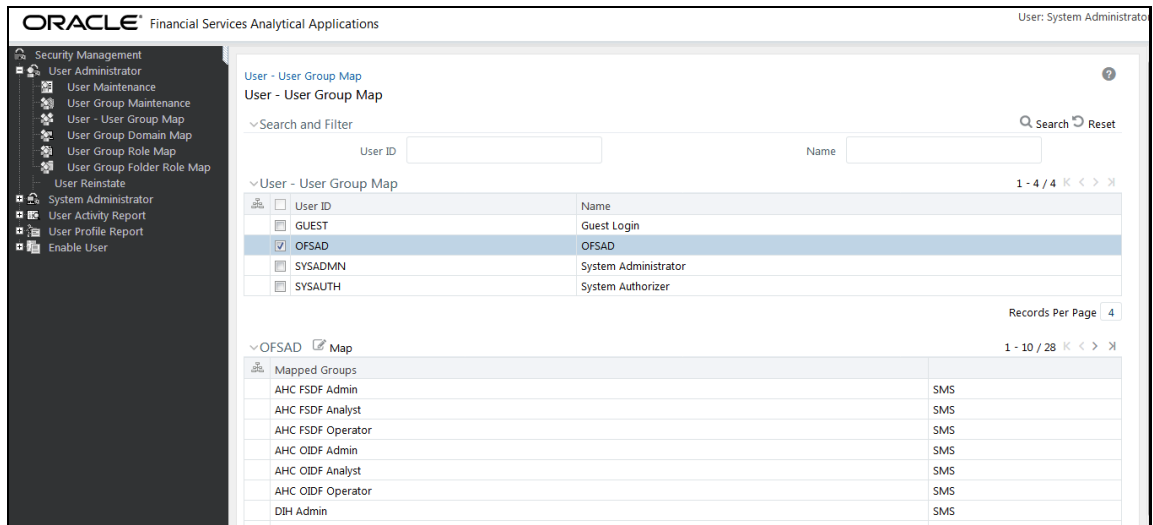 ORACLE® Financial Services Analytical Applications
User: System Administrator
Security Management
User Administrator
User Maintenance
User Group Maintenance
User - User Group Map
User Group Domain Map
User Group Role Map
User Group Folder Role Map
User Reinstate
System Administrator
User Activity Report
User Profile Report
Enable User
User - User Group Map
User - User Group Map
Search and Filter
Search Reset
User ID Name
User - User Group Map 1 - 4 / 4
User ID Name
GUEST Guest Login
OFSAD OFSAD
SYSADMN System Administrator
SYSAUTH System Authorizer
Records Per Page 4
OFSAD Map 1 - 10 / 28
Mapped Groups
AHC FSDF Admin SMS
AHC FSDF Analyst SMS
AHC FSDF Operator SMS
AHC OIDF Admin SMS
AHC OIDF Analyst SMS
AHC OIDF Operator SMS
DIH Admin SMS